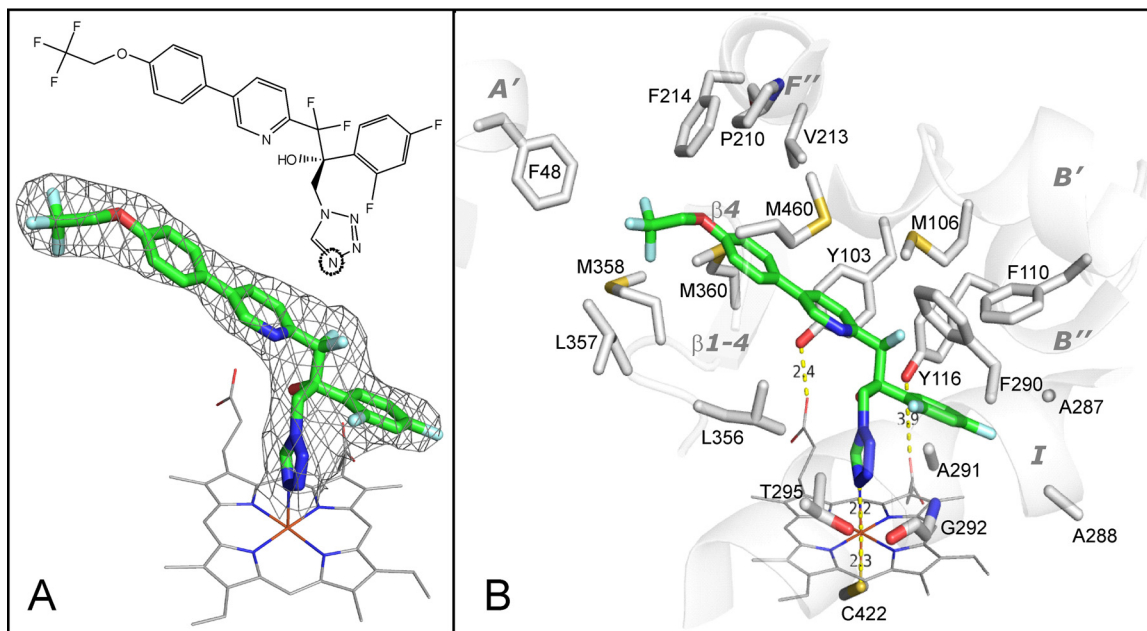 F
F
F
O
N
F
F
F
HO
F
N
N
N
N
A
A′
F″
F214
P210
V213
F48
B′
β4
M460
M106
Y103
M358
M360
F110
L357
β1-4
B″
2.4
Y116
F290
3.9
A287
L356
A291
I
T295
2.2
G292
A288
2.3
C422
B